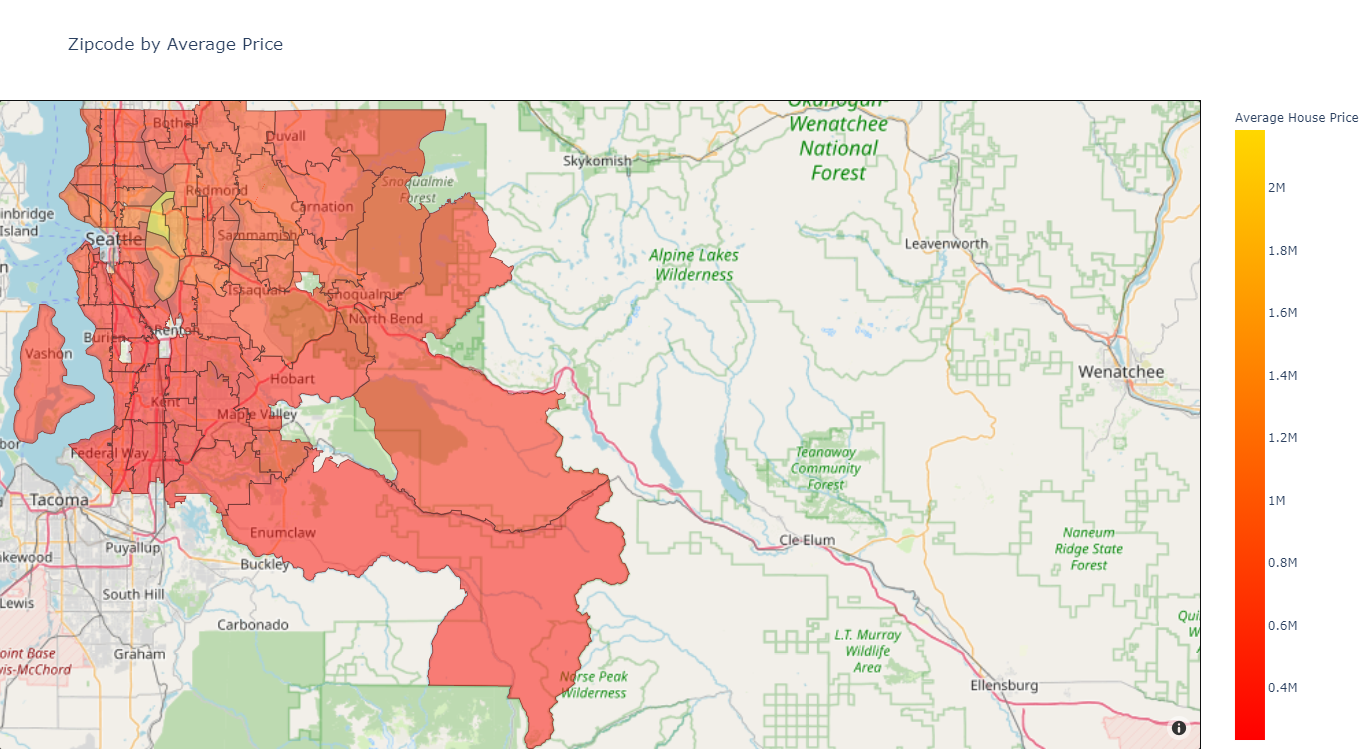 Zipcode by Average Price
Average House Price
2M
1.8M
1.6M
1.4M
1.2M
1M
0.8M
0.6M
0.4M
Okanogan-
Wenatchee
National
Forest
Bothell
Duvall
Skykomish
Redmond
Snoqualmie
Forest
Carnation
inbridge
Island
Seattle
Sammamish
Leavenworth
Alpine Lakes
Wilderness
n
Issaquah
Snoqualmie
North Bend
Renton
Burien
Vashon
Wenatchee
Hobart
Kent
Maple Valley
bor
Federal Way
Teanaway
Community
Forest
Tacoma
Enumclaw
Cle Elum
Naneum
Ridge State
Forest
Puyallup
akewood
Buckley
South Hill
Lewis
Carbonado
Qui
W
L.T. Murray
Wildlife
Area
Graham
oint Base
wis-McChord
Norse Peak
Wilderness
Ellensburg
i